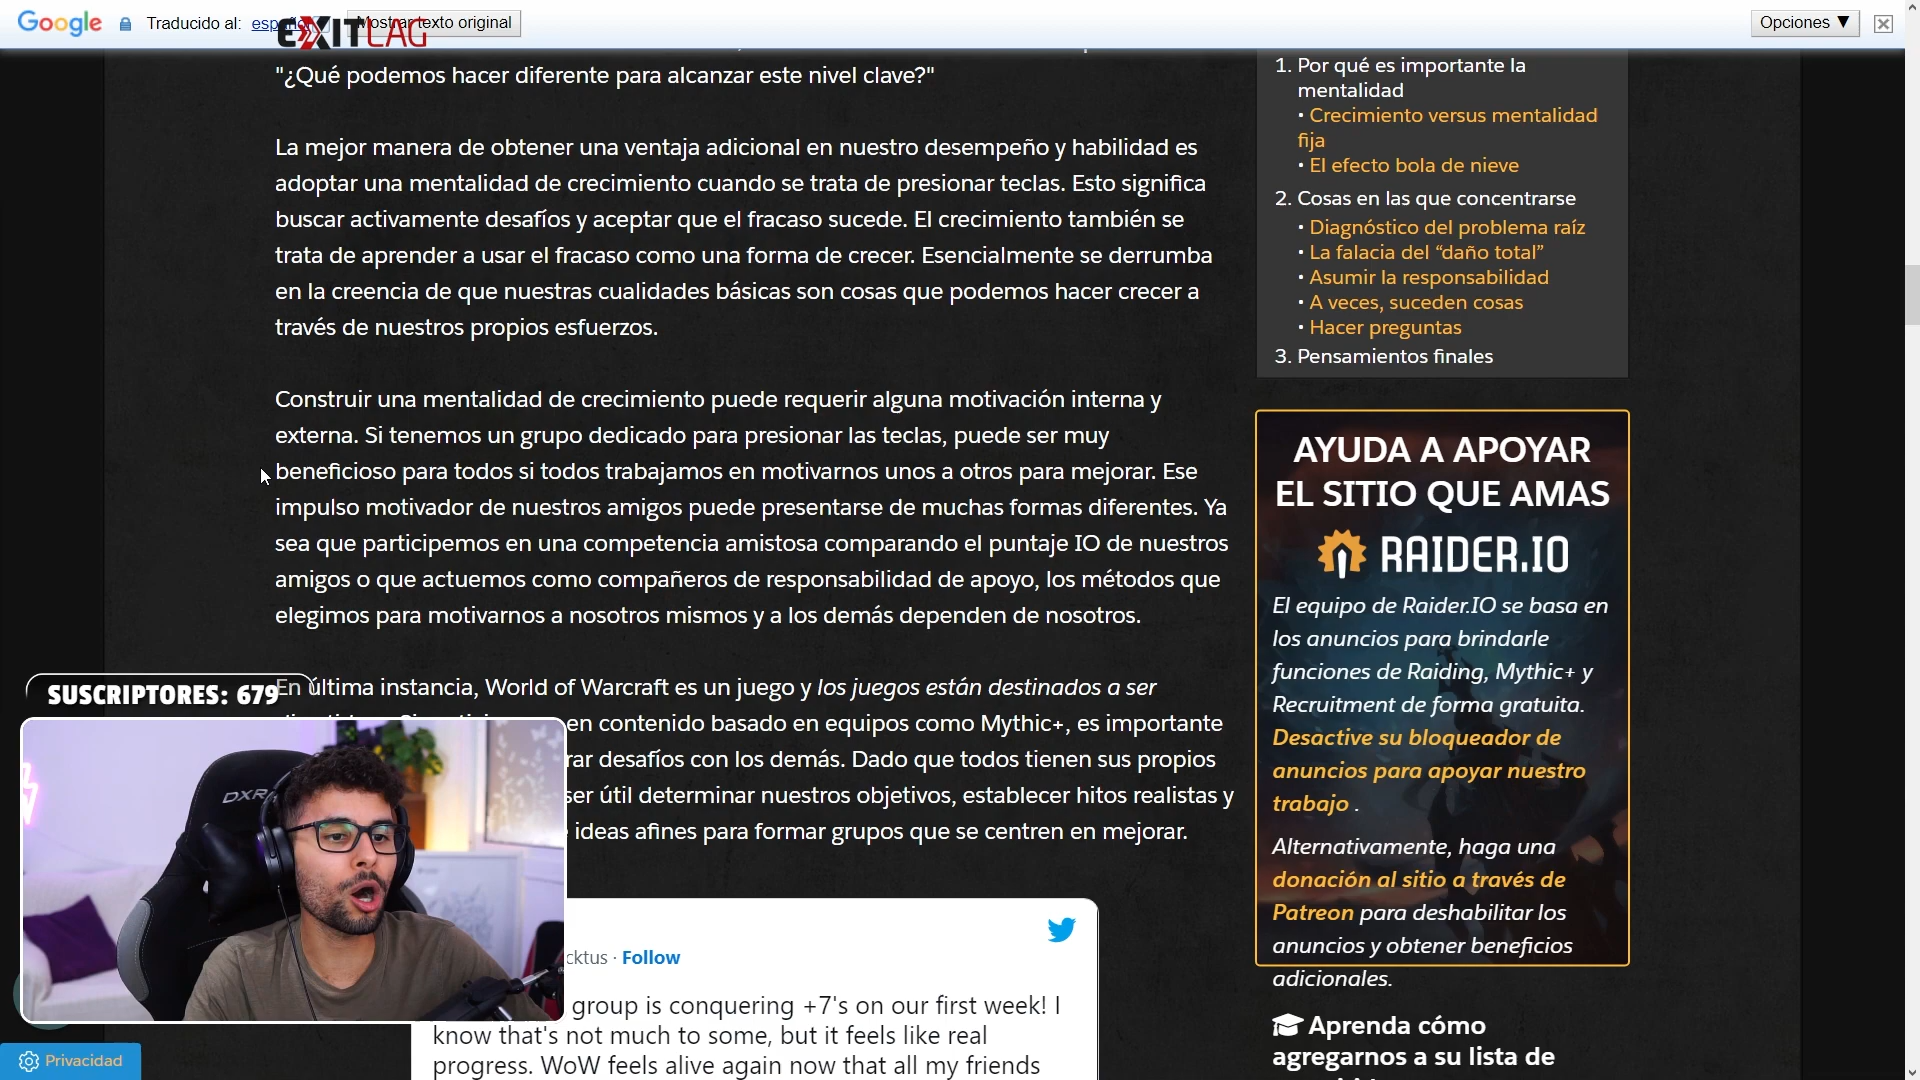 Google Traducido al: español Mostrar texto original Opciones ▼
EXITLAG
"¿Qué podemos hacer diferente para alcanzar este nivel clave?"
La mejor manera de obtener una ventaja adicional en nuestro desempeño y habilidad es
adoptar una mentalidad de crecimiento cuando se trata de presionar teclas. Esto significa
buscar activamente desafíos y aceptar que el fracaso sucede. El crecimiento también se
trata de aprender a usar el fracaso como una forma de crecer. Esencialmente se derrumba
en la creencia de que nuestras cualidades básicas son cosas que podemos hacer crecer a
través de nuestros propios esfuerzos.
Construir una mentalidad de crecimiento puede requerir alguna motivación interna y
externa. Si tenemos un grupo dedicado para presionar las teclas, puede ser muy
beneficioso para todos si todos trabajamos en motivarnos unos a otros para mejorar. Ese
impulso motivador de nuestros amigos puede presentarse de muchas formas diferentes. Ya
sea que participemos en una competencia amistosa comparando el puntaje IO de nuestros
amigos o que actuemos como compañeros de responsabilidad de apoyo, los métodos que
elegimos para motivarnos a nosotros mismos y a los demás dependen de nosotros.
En última instancia, World of Warcraft es un juego y los juegos están destinados a ser
en contenido basado en equipos como Mythic+, es importante
rar desafíos con los demás. Dado que todos tienen sus propios
ser útil determinar nuestros objetivos, establecer hitos realistas y
ideas afines para formar grupos que se centren en mejorar.
SUSCRIPTORES: 679
DXRA
cktus · Follow
group is conquering +7's on our first week! I
know that's not much to some, but it feels like real
progress. WoW feels alive again now that all my friends
Privacidad
1. Por qué es importante la
mentalidad
• Crecimiento versus mentalidad
fija
• El efecto bola de nieve
2. Cosas en las que concentrarse
• Diagnóstico del problema raíz
• La falacia del “daño total”
• Asumir la responsabilidad
• A veces, suceden cosas
• Hacer preguntas
3. Pensamientos finales
AYUDA A APOYAR
EL SITIO QUE AMAS
RAIDER.IO
El equipo de Raider.IO se basa en
los anuncios para brindarle
funciones de Raiding, Mythic+ y
Recruitment de forma gratuita.
Desactive su bloqueador de
anuncios para apoyar nuestro
trabajo .
Alternativamente, haga una
donación al sitio a través de
Patreon para deshabilitar los
anuncios y obtener beneficios
adicionales.
Aprenda cómo
agregarnos a su lista de